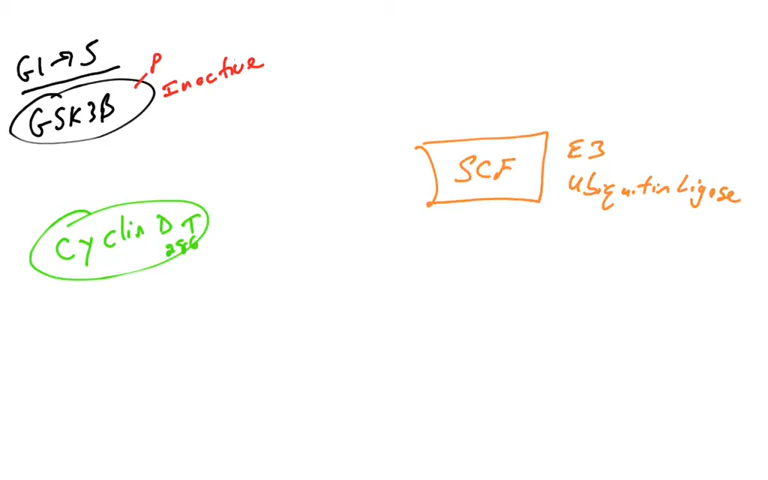 G1→S
P
Inactive
GSK3β
SCF
E3
Ubiquitin Ligase
Cyclin D T
286